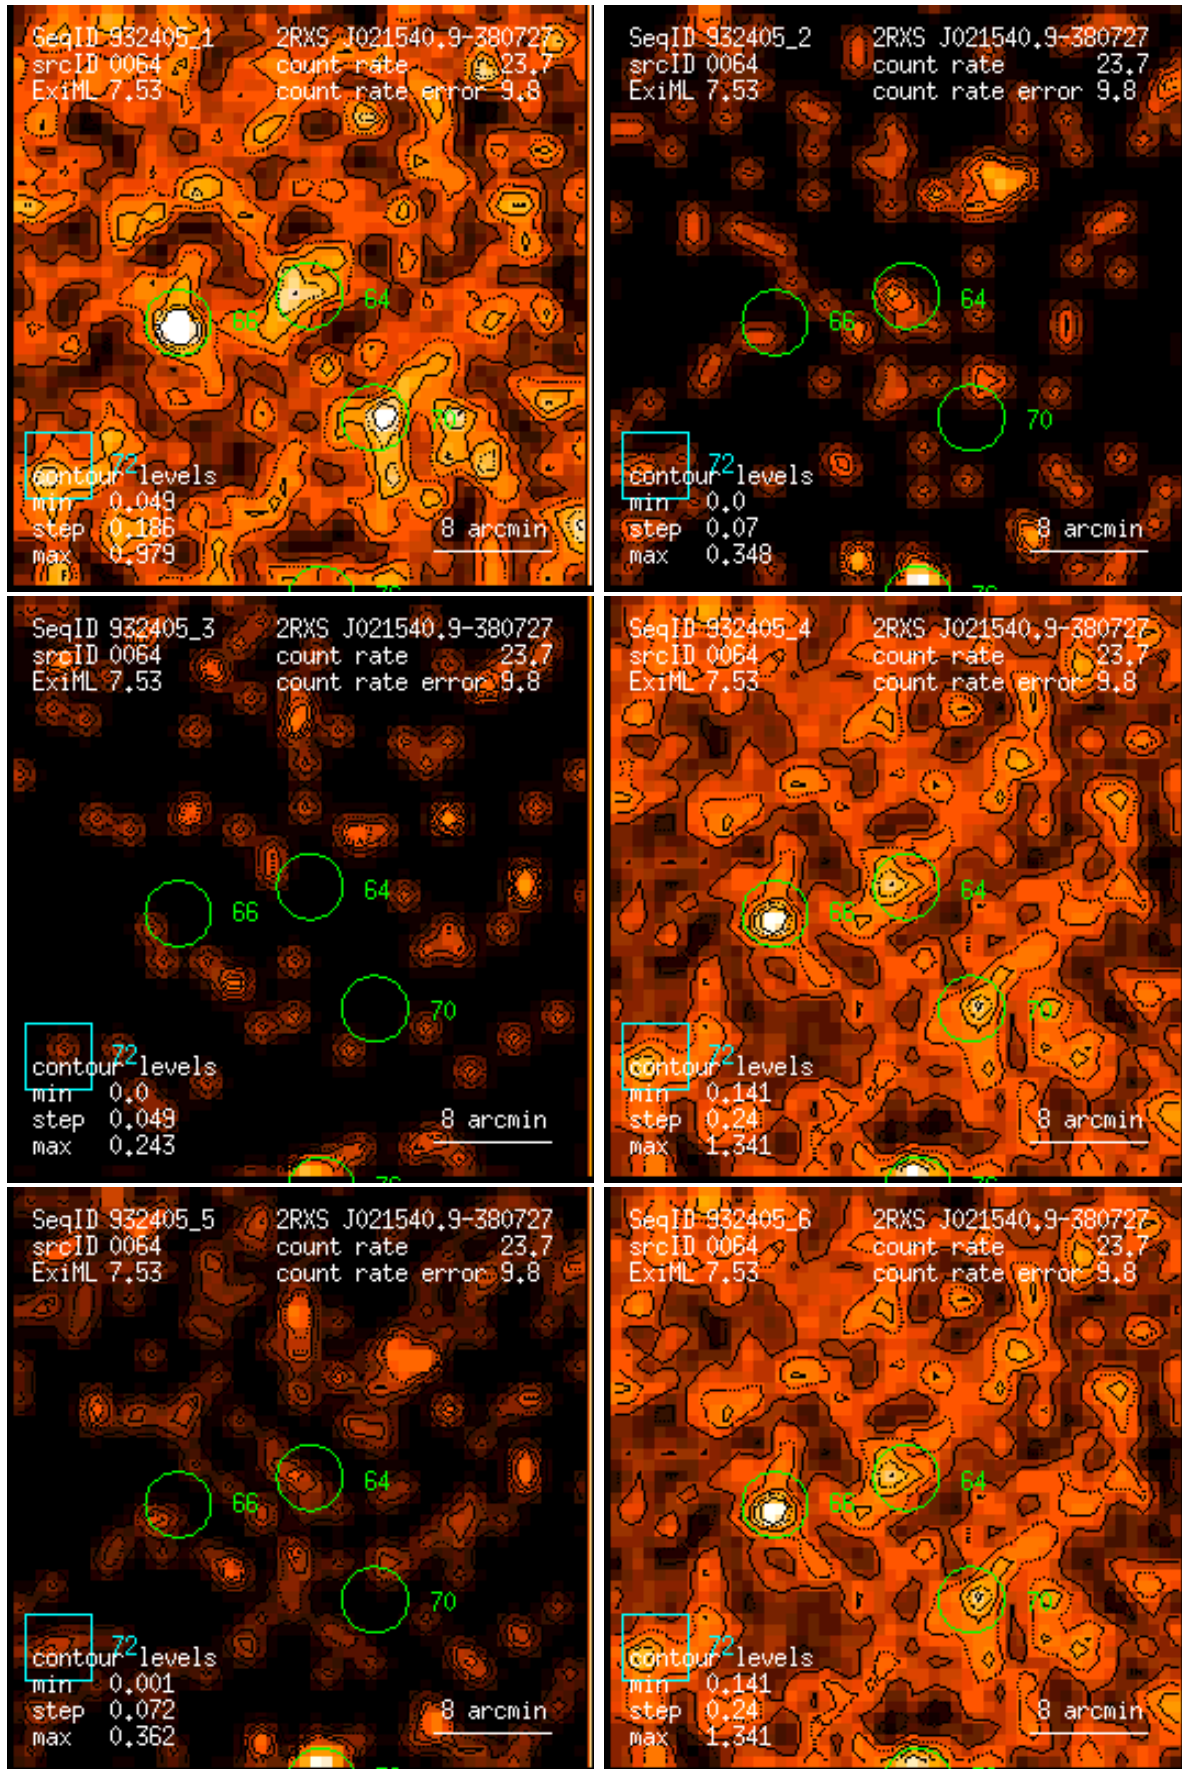 SeqID 932405_1 2RXS J021540.9-380727
srcID 0064 count rate 23.7
ExiML 7.53 count rate error 9.8
64
66
70
72
contour levels
min 0.049
step 0.186
max 0.979
8 arcmin
76
SeqID 932405_2 2RXS J021540.9-380727
srcID 0064 count rate 23.7
ExiML 7.53 count rate error 9.8
64
66
70
72
contour levels
min 0.0
step 0.07
max 0.348
8 arcmin
76
SeqID 932405_3 2RXS J021540.9-380727
srcID 0064 count rate 23.7
ExiML 7.53 count rate error 9.8
64
66
70
72
contour levels
min 0.0
step 0.049
max 0.243
8 arcmin
76
SeqID 932405_4 2RXS J021540.9-380727
srcID 0064 count rate 23.7
ExiML 7.53 count rate error 9.8
64
66
70
72
contour levels
min 0.141
step 0.24
max 1.341
8 arcmin
76
SeqID 932405_5 2RXS J021540.9-380727
srcID 0064 count rate 23.7
ExiML 7.53 count rate error 9.8
64
66
70
72
contour levels
min 0.001
step 0.072
max 0.362
8 arcmin
SeqID 932405_6 2RXS J021540.9-380727
srcID 0064 count rate 23.7
ExiML 7.53 count rate error 9.8
64
66
70
72
contour levels
min 0.141
step 0.24
max 1.341
8 arcmin